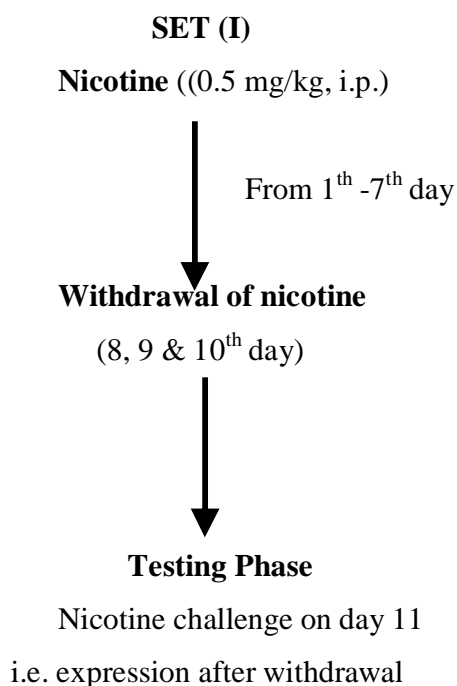 SET (I)
Nicotine ((0.5 mg/kg, i.p.)
From 1th -7th day
Withdrawal of nicotine
(8, 9 & 10th day)
Testing Phase
Nicotine challenge on day 11
i.e. expression after withdrawal